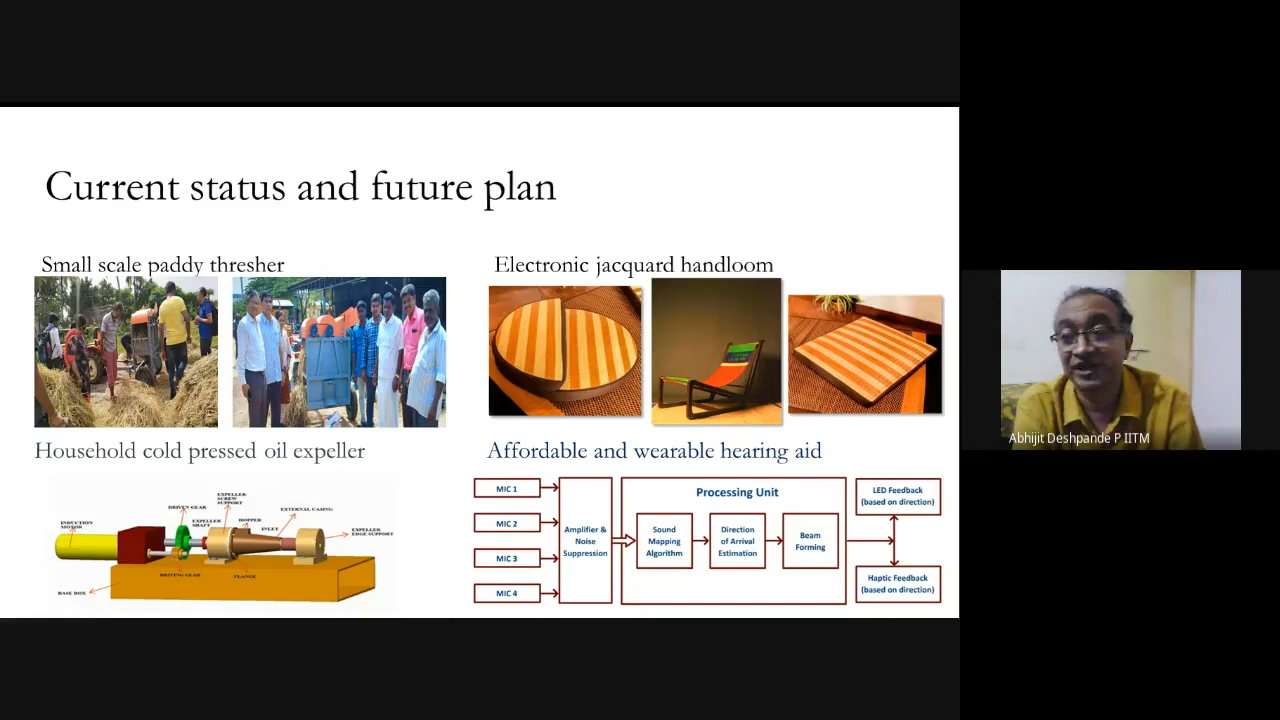 Current status and future plan
Small scale paddy thresher
Electronic jacquard handloom
Household cold pressed oil expeller
INDUCTION
MOTOR
DRIVEN GEAR
EXPELLER
SHAFT
EXPELLER
SCREW
SUPPORT
DOPPER
INLET
EXTERNAL CASING
EXPELLER
EDGE SUPPORT
DRIVING GEAR
FLANGE
BASE BOX
Affordable and wearable hearing aid
MIC 1
MIC 2
MIC 3
MIC 4
Amplifier &
Noise
Suppression
Processing Unit
Sound
Mapping
Algorithm
Direction
of Arrival
Estimation
Beam
Forming
LED Feedback
(based on direction)
Haptic Feedback
(based on direction)
Abhijit Deshpande P IITM